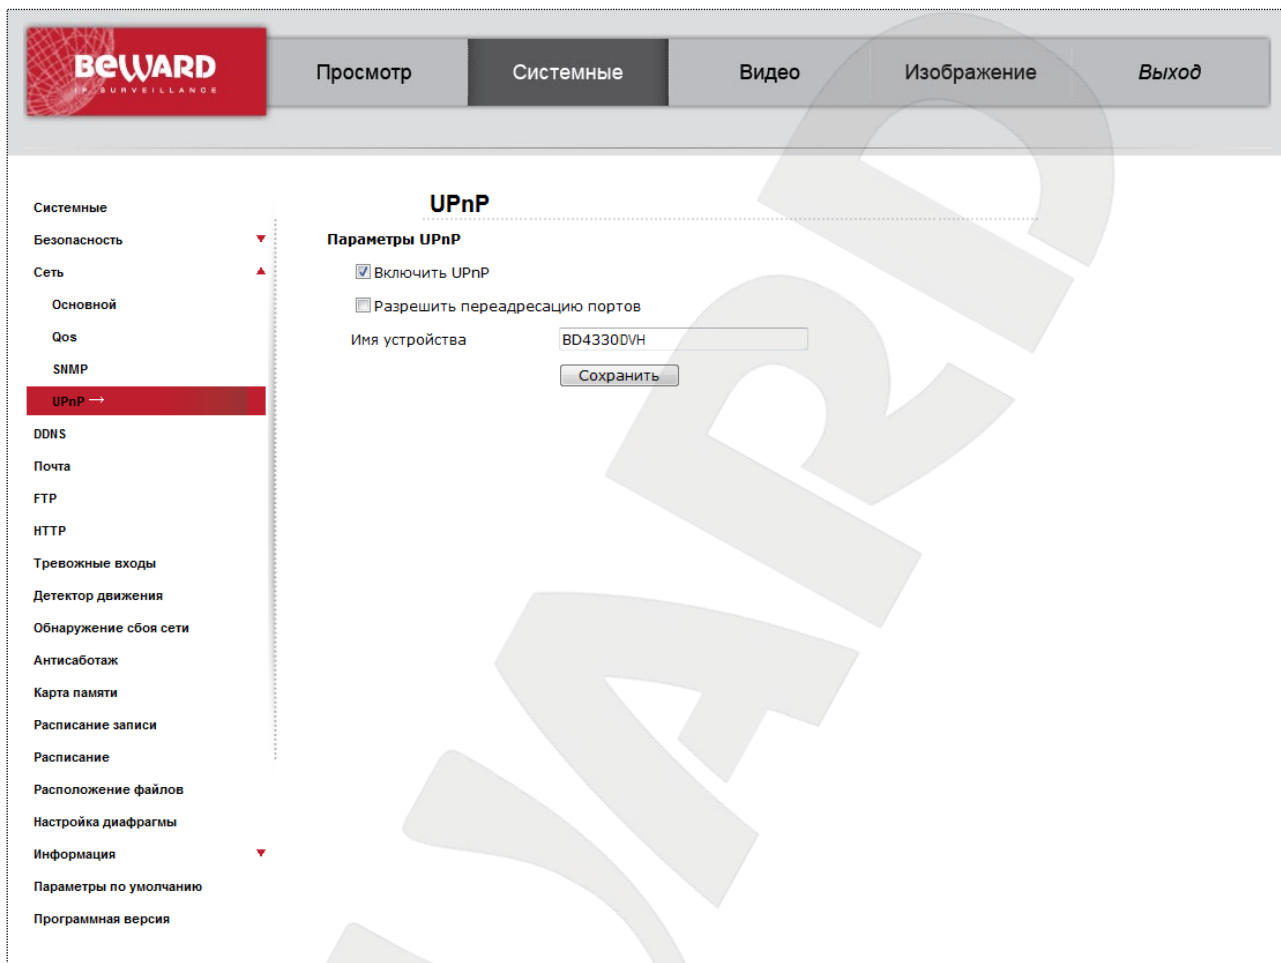 BEWARD
IP SURVEILLANCE
Просмотр
Системные
Видео
Изображение
Выход
Системные
Безопасность
Сеть
Основной
Qos
SNMP
UPnP →
DDNS
Почта
FTP
HTTP
Тревожные входы
Детектор движения
Обнаружение сбоя сети
Антисаботаж
Карта памяти
Расписание записи
Расписание
Расположение файлов
Настройка диафрагмы
Информация
Параметры по умолчанию
Программная версия
UPnP
Параметры UPnP
Включить UPnP
Разрешить переадресацию портов
Имя устройства BD4330DVH
Сохранить